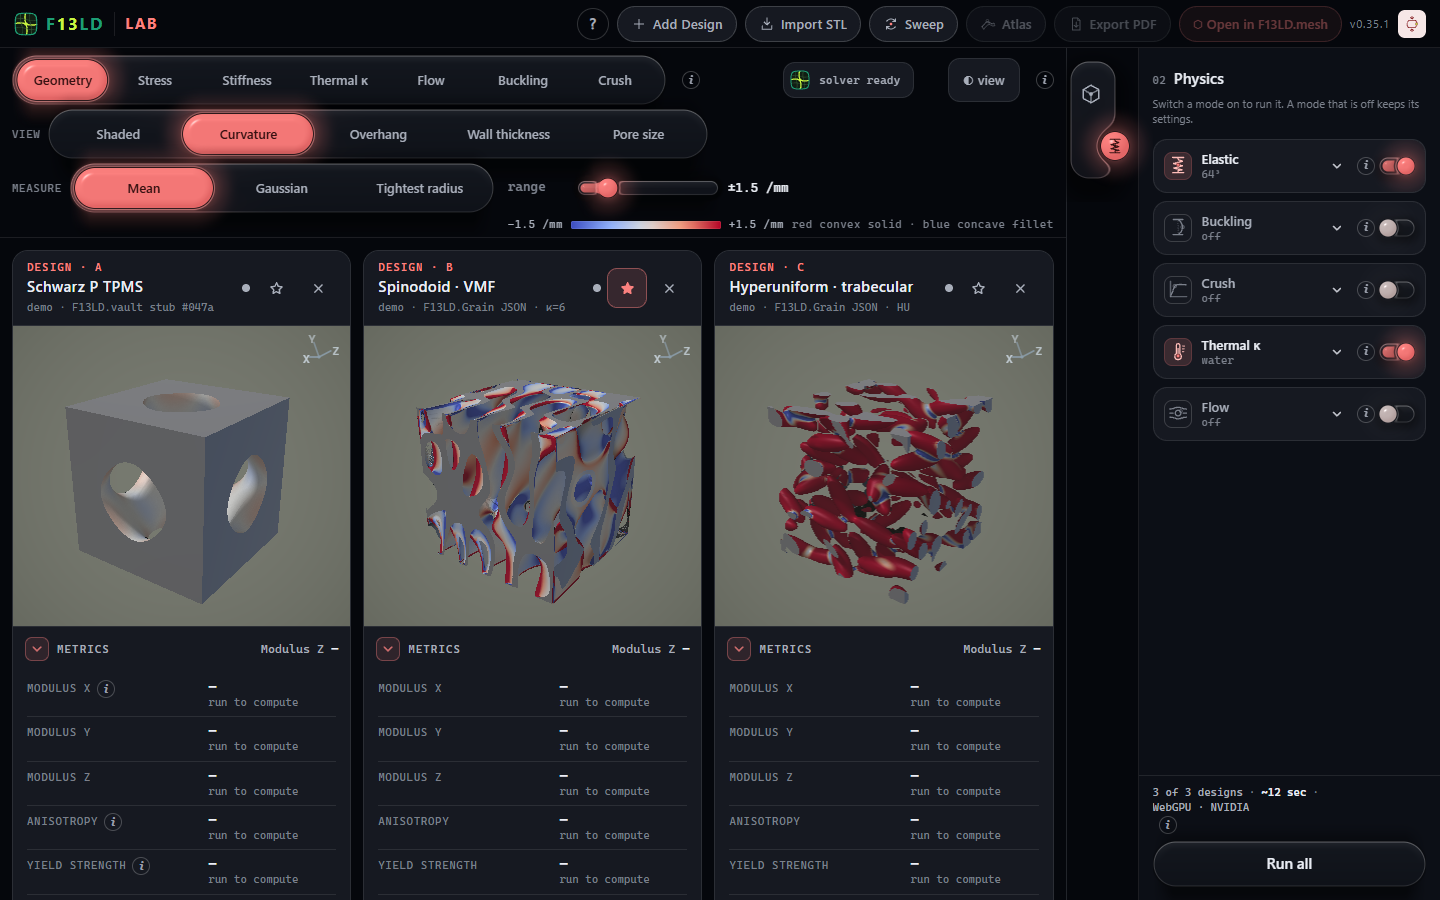 F13LD LAB
? + Add Design Import STL Sweep Atlas Export PDF Open in F13LD.mesh v0.35.1
Geometry Stress Stiffness Thermal κ Flow Buckling Crush i solver ready view i
VIEW Shaded Curvature Overhang Wall thickness Pore size
MEASURE Mean Gaussian Tightest radius range ±1.5 /mm
−1.5 /mm +1.5 /mm red convex solid · blue concave fillet
DESIGN · A
Schwarz P TPMS
demo · F13LD.vault stub #047a
Y
X Z
METRICS Modulus Z —
MODULUS X i —
run to compute
MODULUS Y —
run to compute
MODULUS Z —
run to compute
ANISOTROPY i —
run to compute
YIELD STRENGTH i —
run to compute
DESIGN · B
Spinodoid · VMF
demo · F13LD.Grain JSON · κ=6
Y
X Z
METRICS Modulus Z —
MODULUS X —
run to compute
MODULUS Y —
run to compute
MODULUS Z —
run to compute
ANISOTROPY —
run to compute
YIELD STRENGTH —
run to compute
DESIGN · C
Hyperuniform · trabecular
demo · F13LD.Grain JSON · HU
Y
X Z
METRICS Modulus Z —
MODULUS X —
run to compute
MODULUS Y —
run to compute
MODULUS Z —
run to compute
ANISOTROPY —
run to compute
YIELD STRENGTH —
run to compute
02 Physics
Switch a mode on to run it. A mode that is off keeps its
settings.
Elastic i
64³
Buckling i
off
Crush i
off
Thermal κ i
water
Flow i
off
3 of 3 designs · ~12 sec ·
WebGPU · NVIDIA
i
Run all